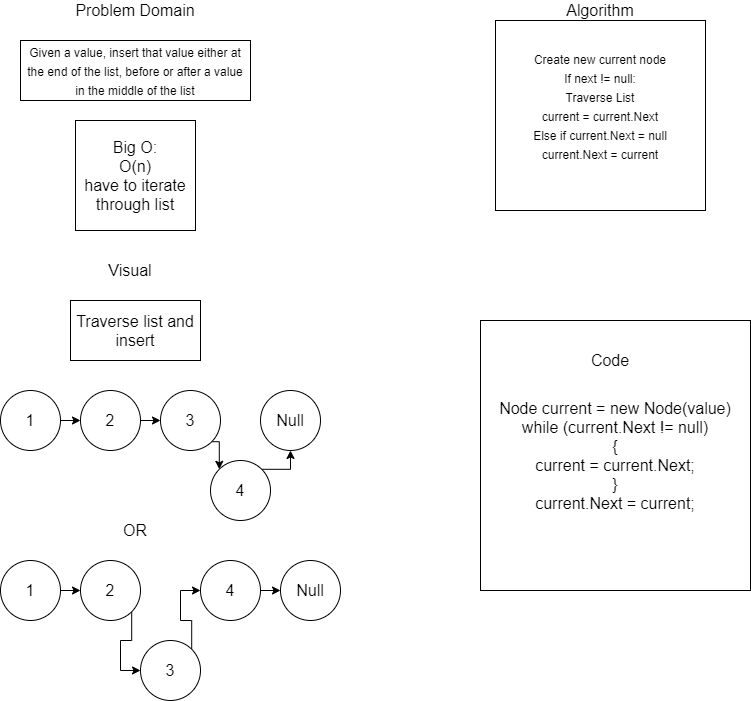 Problem Domain
Given a value, insert that value either at
the end of the list, before or after a value
in the middle of the list
Big O:
O(n)
have to iterate
through list
Visual
Traverse list and
insert
1
2
3
Null
4
OR
1
2
4
Null
3
Algorithm
Create new current node
If next != null:
Traverse List
current = current.Next
Else if current.Next = null
current.Next = current
Code
Node current = new Node(value)
while (current.Next != null)
{
current = current.Next;
}
current.Next = current;